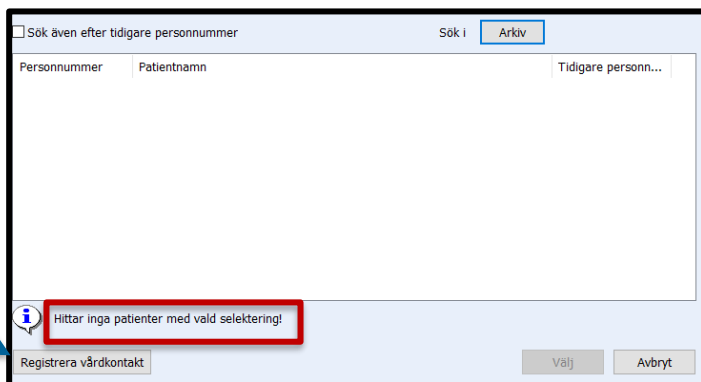 Sök även efter tidigare personnummer Sök i Arkiv
Personnummer Patientnamn Tidigare personn...
Hittar inga patienter med vald selektering!
Registrera vårdkontakt Välj Avbryt